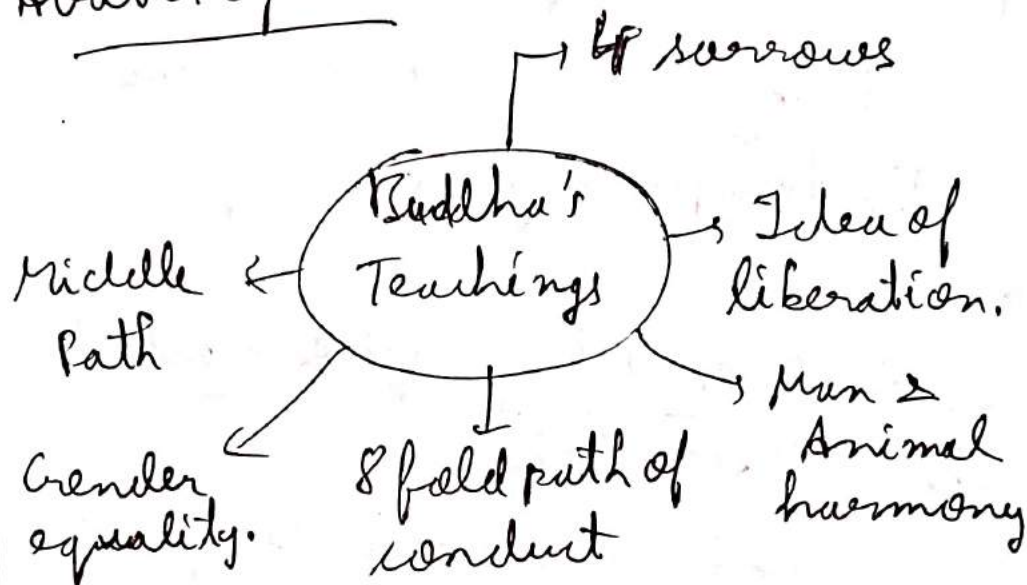 4 sorrows
Buddha's
Teachings
Idea of
liberation.
Middle
Path
Man &
Animal
harmony
Gender
equality.
8 fold path of
conduct